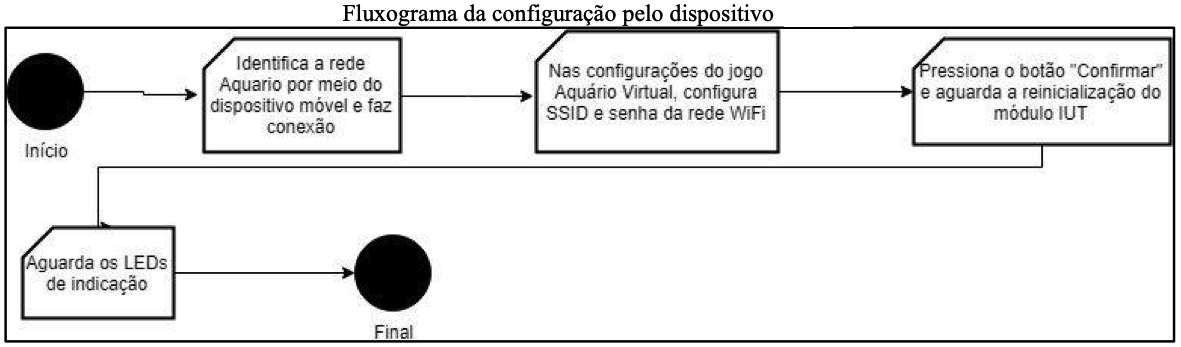 Fluxograma da configuração pelo dispositivo
Início
Identifica a rede
Aquario por meio do
dispositivo móvel e faz
conexão
Nas configurações do jogo
Aquário Virtual, configura
SSID e senha da rede WiFi
Pressiona o botão "Confirmar"
e aguarda a reinicialização do
módulo IUT
Aguarda os LEDs
de indicação
Final